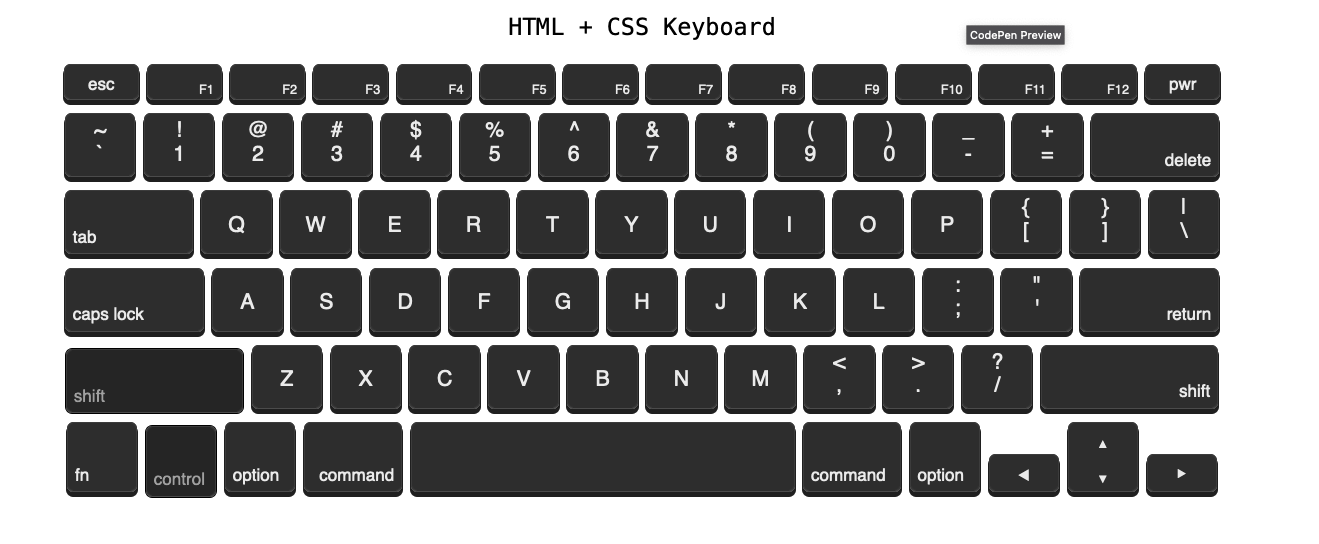 HTML + CSS Keyboard
CodePen Preview
esc F1 F2 F3 F4 F5 F6 F7 F8 F9 F10 F11 F12 pwr
~ ! @ # $ % ^ & * ( ) _ +
` 1 2 3 4 5 6 7 8 9 0 - = delete
tab Q W E R T Y U I O P { } |
[ ] \
caps lock A S D F G H J K L : "
; ' return
shift Z X C V B N M < > ?
, . / shift
fn control option command command option ◀ ▲ ▼ ▶